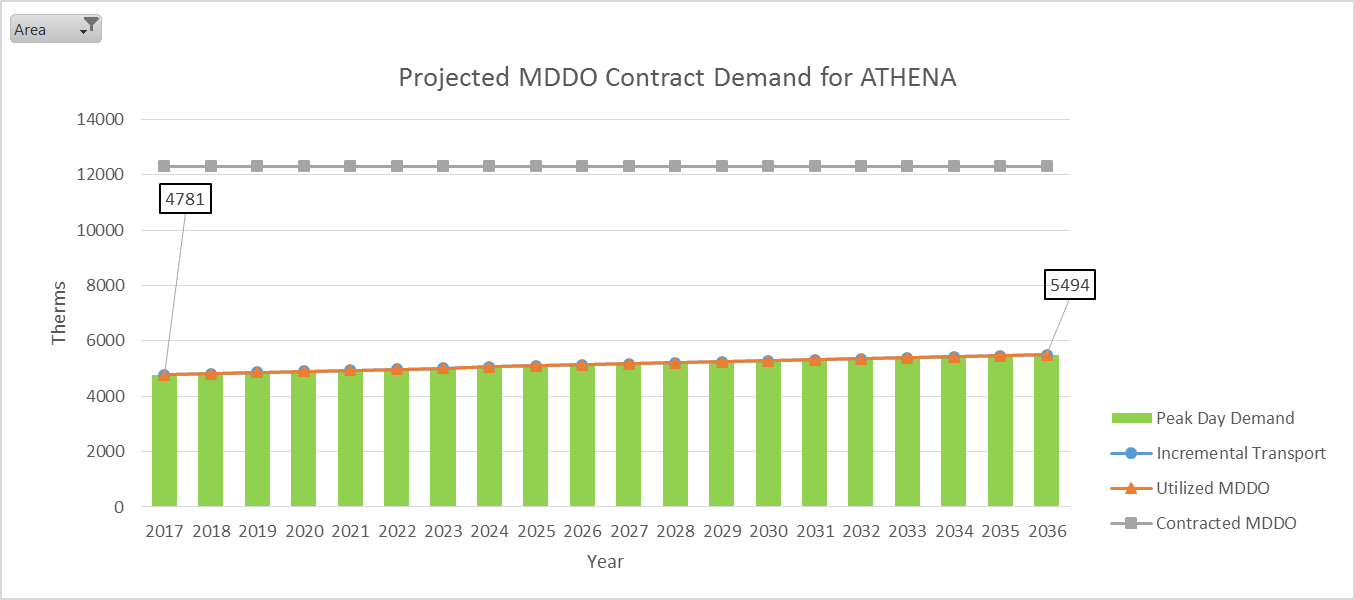 Area
Projected MDDO Contract Demand for ATHENA
14000
12000
10000
8000
6000
4000
2000
0
Therms
4781
5494
2017 2018 2019 2020 2021 2022 2023 2024 2025 2026 2027 2028 2029 2030 2031 2032 2033 2034 2035 2036
Year
Peak Day Demand
Incremental Transport
Utilized MDDO
Contracted MDDO